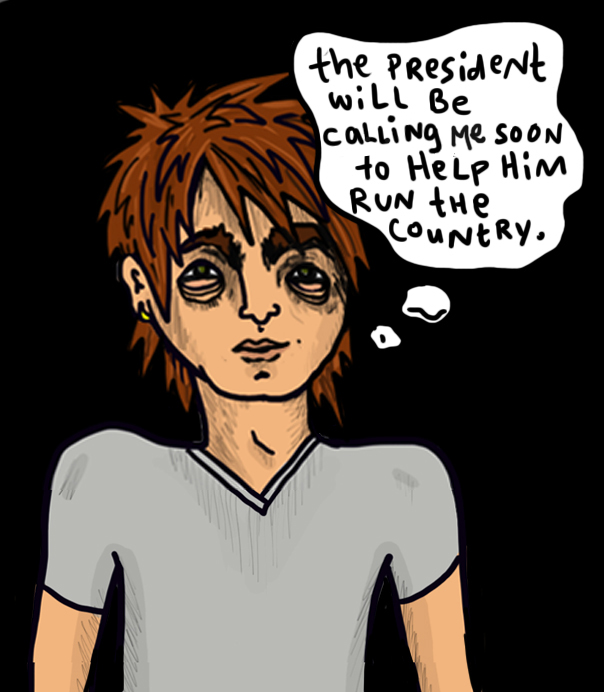 the PRESIdENT
wiLL BE
CALLiNg ME SOON
to HELP HiM
RUN tHE
COUNtRY.